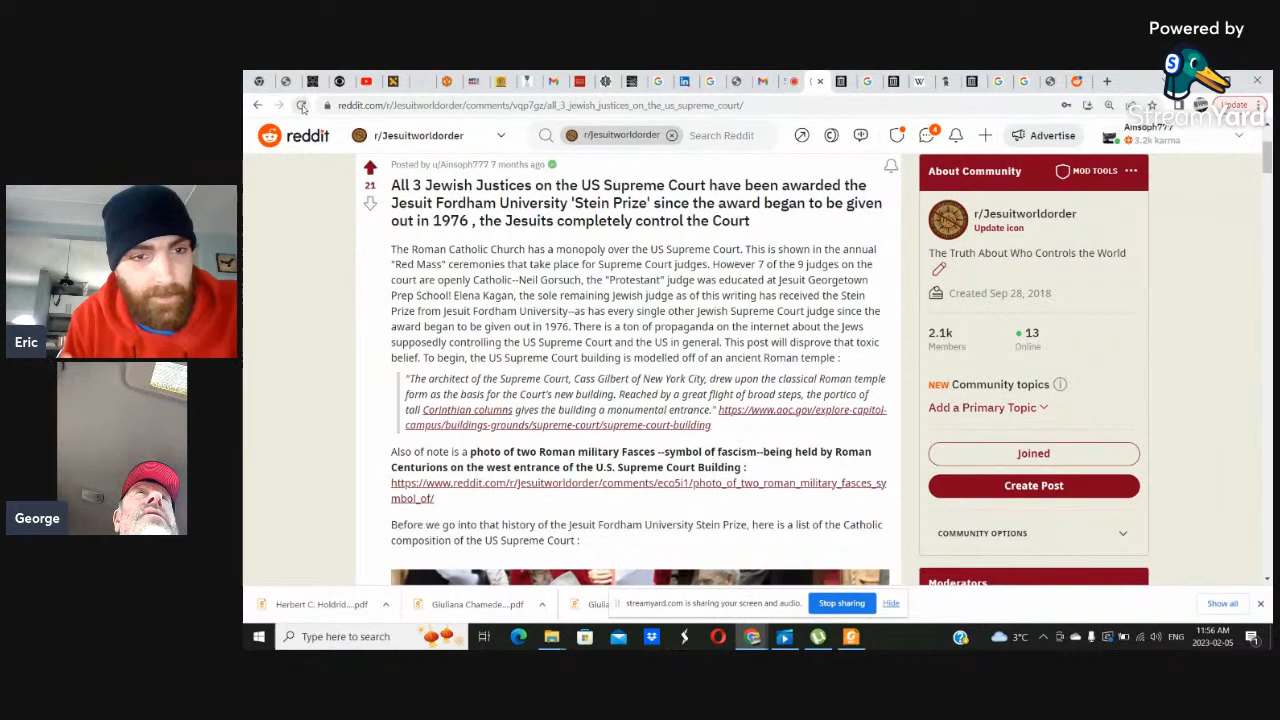 Powered by
StreamYard
reddit.com/r/Jesuitworldorder/comments/vqp7gz/all_3_jewish_justices_on_the_us_supreme_court/
Update
reddit
r/Jesuitworldorder
r/Jesuitworldorder
Search Reddit
4
Advertise
Ainsoph777
3.2k karma
Posted by u/Ainsoph777 7 months ago
21
All 3 Jewish Justices on the US Supreme Court have been awarded the
Jesuit Fordham University 'Stein Prize' since the award began to be given
out in 1976 , the Jesuits completely control the Court
The Roman Catholic Church has a monopoly over the US Supreme Court. This is shown in the annual
"Red Mass" ceremonies that take place for Supreme Court judges. However 7 of the 9 judges on the
court are openly Catholic--Neil Gorsuch, the "Protestant" judge was educated at Jesuit Georgetown
Prep School! Elena Kagan, the sole remaining Jewish judge as of this writing has received the Stein
Prize from Jesuit Fordham University--as has every single other Jewish Supreme Court judge since the
award began to be given out in 1976. There is a ton of propaganda on the internet about the Jews
supposedly controlling the US Supreme Court and the US in general. This post will disprove that toxic
belief. To begin, the US Supreme Court building is modelled off of an ancient Roman temple :
"The architect of the Supreme Court, Cass Gilbert of New York City, drew upon the classical Roman temple
form as the basis for the Court's new building. Reached by a great flight of broad steps, the portico of
tall Corinthian columns gives the building a monumental entrance." https://www.aoc.gov/explore-capitol-
campus/buildings-grounds/supreme-court/supreme-court-building
Also of note is a photo of two Roman military Fasces --symbol of fascism--being held by Roman
Centurions on the west entrance of the U.S. Supreme Court Building :
https://www.reddit.com/r/Jesuitworldorder/comments/eco5i1/photo_of_two_roman_military_fasces_sy
mbol_of/
Before we go into that history of the Jesuit Fordham University Stein Prize, here is a list of the Catholic
composition of the US Supreme Court :
About Community
MOD TOOLS
r/Jesuitworldorder
Update icon
The Truth About Who Controls the World
Created Sep 28, 2018
2.1k
Members
13
Online
NEW Community topics
Add a Primary Topic
Joined
Create Post
COMMUNITY OPTIONS
Moderators
Eric
George
Herbert C. Holdrid....pdf
Giuliana Chamede....pdf
Giulia
streamyard.com is sharing your screen and audio.
Stop sharing
Hide
Show all
Type here to search
3°C
ENG
11:56 AM
2023-02-05